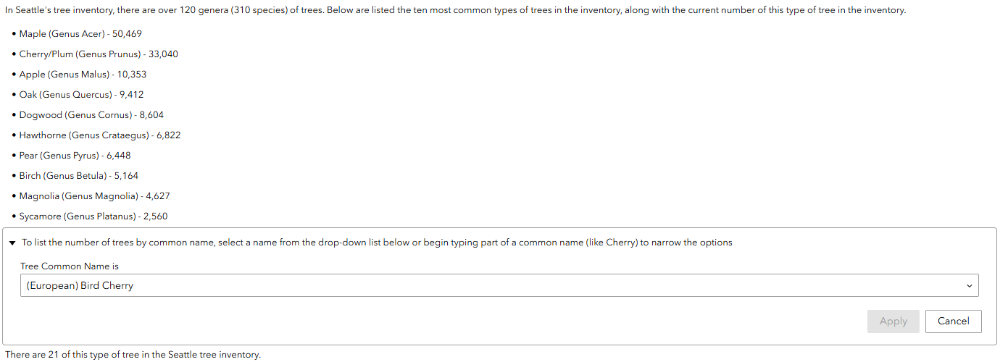 In Seattle's tree inventory, there are over 120 genera (310 species) of trees. Below are listed the ten most common types of trees in the inventory, along with the current number of this type of tree in the inventory.
• Maple (Genus Acer) - 50,469
• Cherry/Plum (Genus Prunus) - 33,040
• Apple (Genus Malus) - 10,353
• Oak (Genus Quercus) - 9,412
• Dogwood (Genus Cornus) - 8,604
• Hawthorne (Genus Crataegus) - 6,822
• Pear (Genus Pyrus) - 6,448
• Birch (Genus Betula) - 5,164
• Magnolia (Genus Magnolia) - 4,627
• Sycamore (Genus Platanus) - 2,560
To list the number of trees by common name, select a name from the drop-down list below or begin typing part of a common name (like Cherry) to narrow the options
Tree Common Name is
(European) Bird Cherry
Apply Cancel
There are 21 of this type of tree in the Seattle tree inventory.